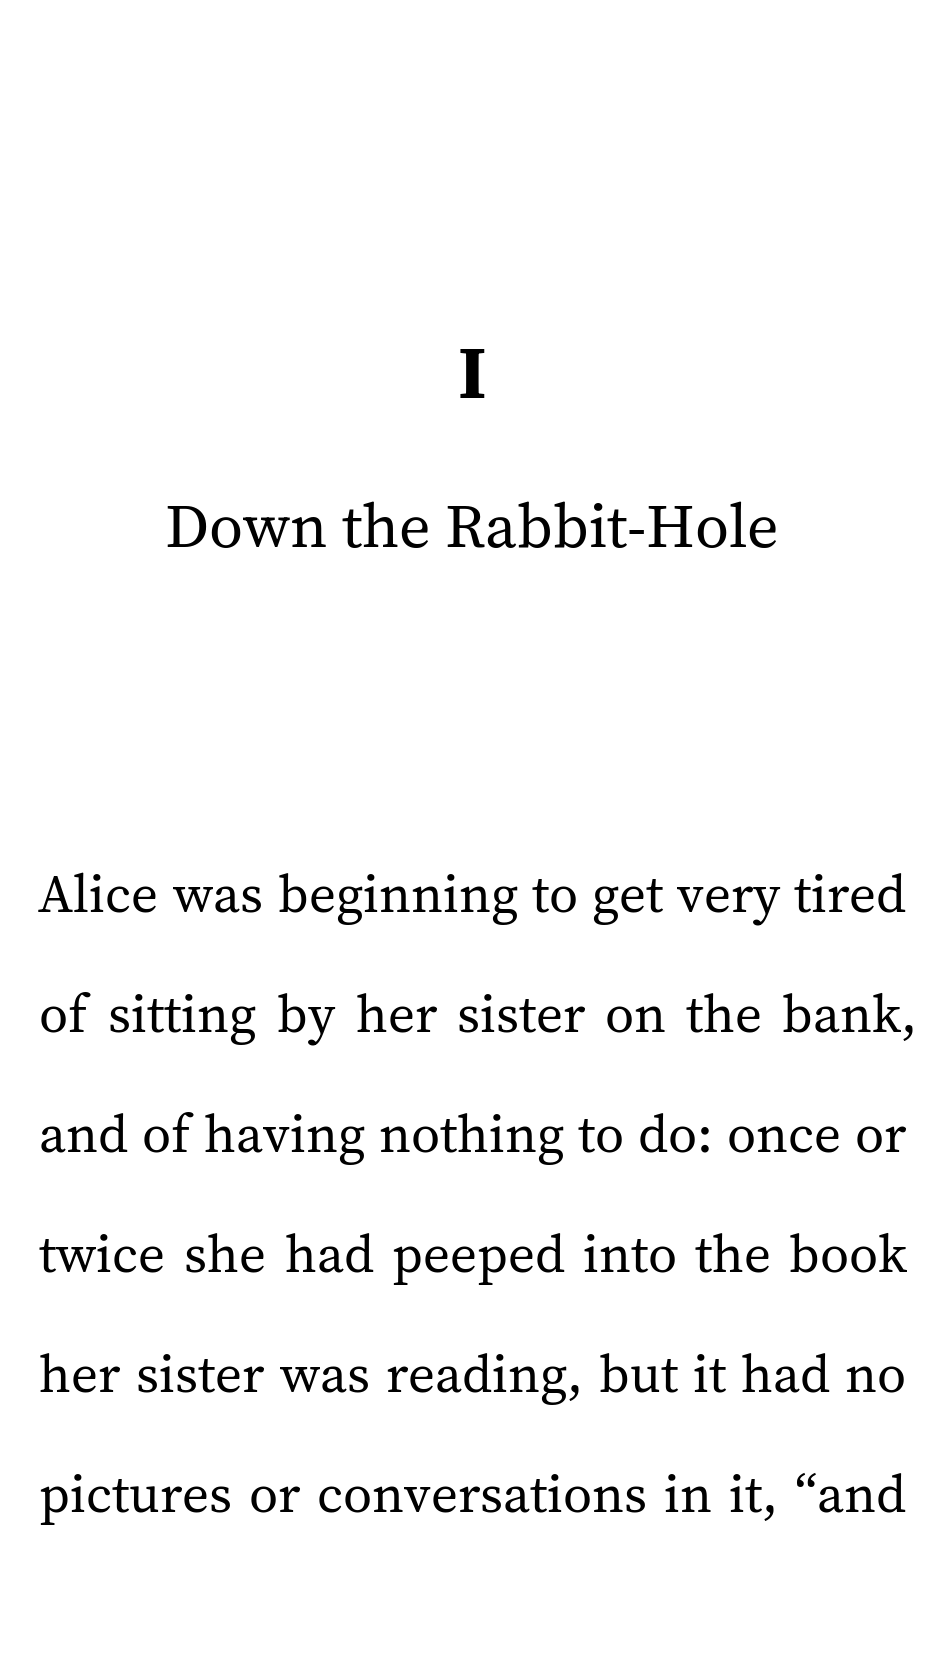 I
Down the Rabbit-Hole
Alice was beginning to get very tired
of sitting by her sister on the bank,
and of having nothing to do: once or
twice she had peeped into the book
her sister was reading, but it had no
pictures or conversations in it, “and